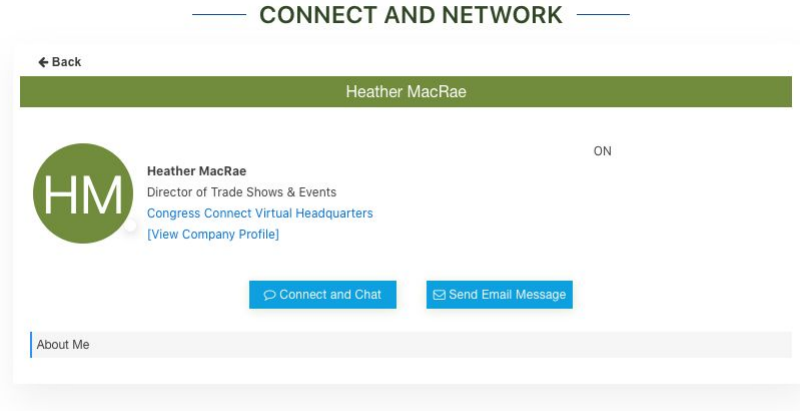 CONNECT AND NETWORK
Back
Heather MacRae
HM
Heather MacRae
Director of Trade Shows & Events
Congress Connect Virtual Headquarters
[View Company Profile]
ON
Connect and Chat
Send Email Message
About Me